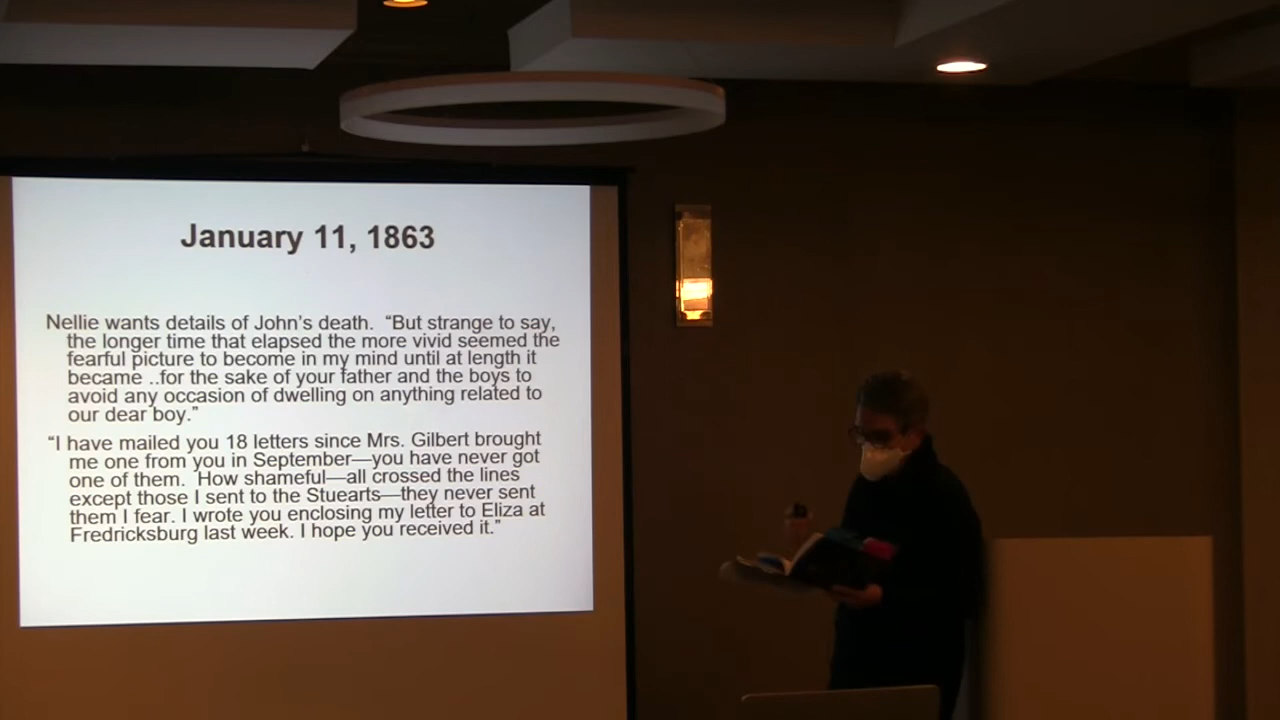 January 11, 1863
Nellie wants details of John's death. “But strange to say,
the longer time that elapsed the more vivid seemed the
fearful picture to become in my mind until at length it
became ..for the sake of your father and the boys to
avoid any occasion of dwelling on anything related to
our dear boy.”
“I have mailed you 18 letters since Mrs. Gilbert brought
me one from you in September—you have never got
one of them. How shameful—all crossed the lines
except those I sent to the Stuearts—they never sent
them I fear. I wrote you enclosing my letter to Eliza at
Fredricksburg last week. I hope you received it.”